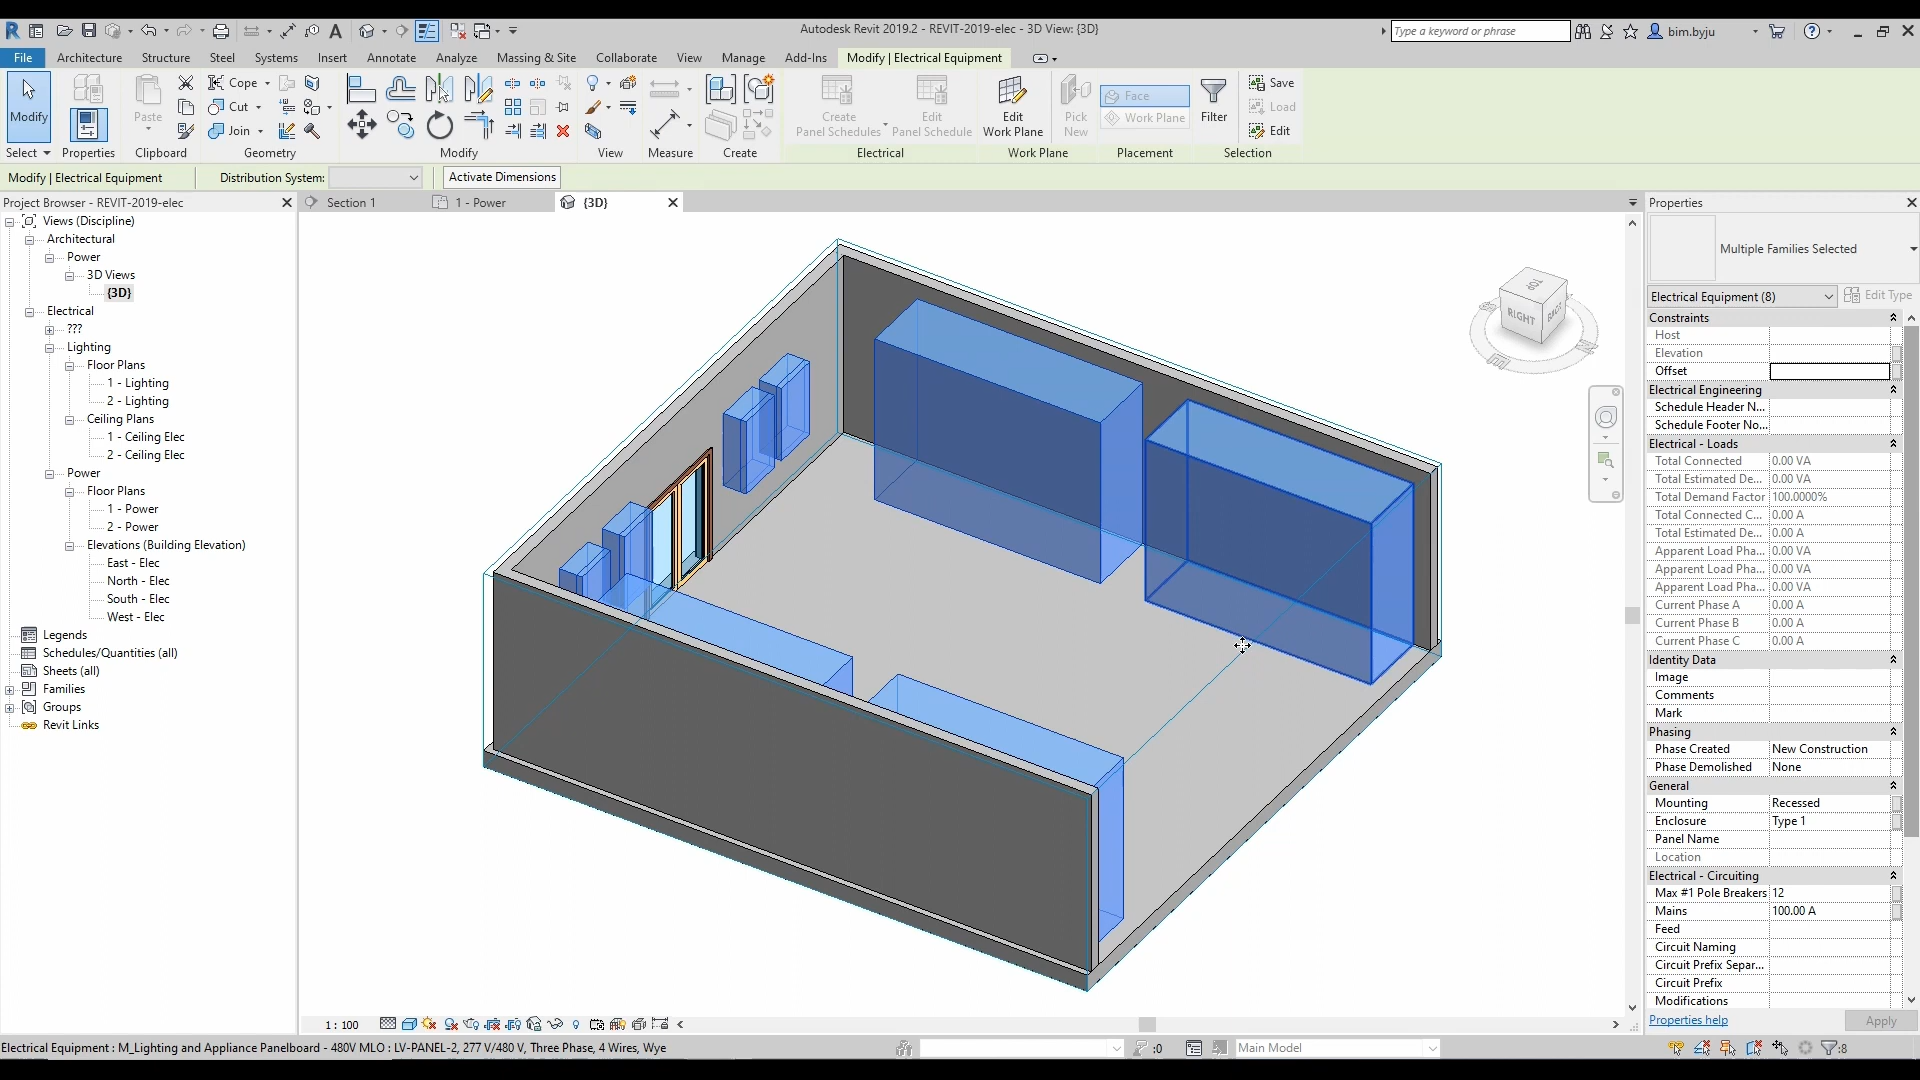 Autodesk Revit 2019.2 - REVIT-2019-elec - 3D View: {3D}
Type a keyword or phrase
bim.byju
File Architecture Structure Steel Systems Insert Annotate Analyze Massing & Site Collaborate View Manage Add-Ins Modify | Electrical Equipment
Modify
Select
Properties
Paste
Clipboard
Cope
Cut
Join
Geometry
Modify
View
Measure
Create
Create
Panel Schedules
Edit
Panel Schedule
Electrical
Edit
Work Plane
Work Plane
Pick
New
Face
Work Plane
Placement
Filter
Save
Load
Edit
Selection
Modify | Electrical Equipment
Distribution System:
Activate Dimensions
Project Browser - REVIT-2019-elec
Views (Discipline)
Architectural
Power
3D Views
{3D}
Electrical
???
Lighting
Floor Plans
1 - Lighting
2 - Lighting
Ceiling Plans
1 - Ceiling Elec
2 - Ceiling Elec
Power
Floor Plans
1 - Power
2 - Power
Elevations (Building Elevation)
East - Elec
North - Elec
South - Elec
West - Elec
Legends
Schedules/Quantities (all)
Sheets (all)
Families
Groups
Revit Links
Section 1
1 - Power
{3D}
TOP
RIGHT
BACK
Properties
Multiple Families Selected
Electrical Equipment (8)
Edit Type
Constraints
Host
Elevation
Offset
Electrical Engineering
Schedule Header N...
Schedule Footer No...
Electrical - Loads
Total Connected 0.00 VA
Total Estimated De... 0.00 VA
Total Demand Factor 100.0000%
Total Connected C... 0.00 A
Total Estimated De... 0.00 A
Apparent Load Pha... 0.00 VA
Apparent Load Pha... 0.00 VA
Apparent Load Pha... 0.00 VA
Current Phase A 0.00 A
Current Phase B 0.00 A
Current Phase C 0.00 A
Identity Data
Image
Comments
Mark
Phasing
Phase Created New Construction
Phase Demolished None
General
Mounting Recessed
Enclosure Type 1
Panel Name
Location
Electrical - Circuiting
Max #1 Pole Breakers 12
Mains 100.00 A
Feed
Circuit Naming
Circuit Prefix Separ...
Circuit Prefix
Modifications
Properties help
Apply
1 : 100
Electrical Equipment : M_Lighting and Appliance Panelboard - 480V MLO : LV-PANEL-2, 277 V/480 V, Three Phase, 4 Wires, Wye
:0
Main Model
:8